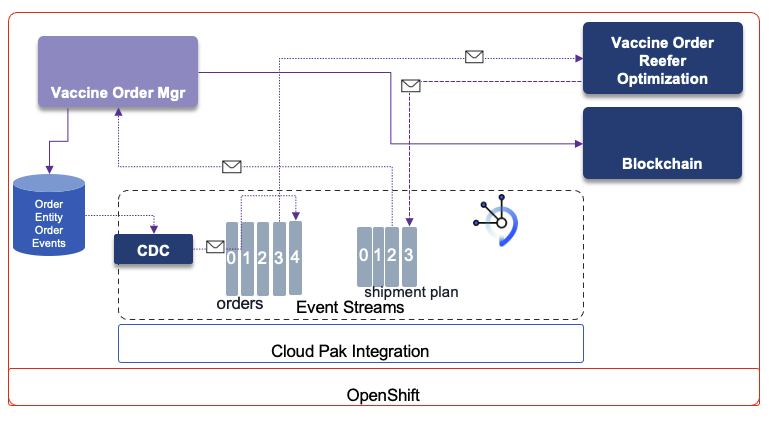 Vaccine Order Mgr
Vaccine Order
Reefer
Optimization
Blockchain
Order
Entity
Order
Events
CDC
0 1 2 3 4
orders
0 1 2 3
shipment plan
Event Streams
Cloud Pak Integration
OpenShift